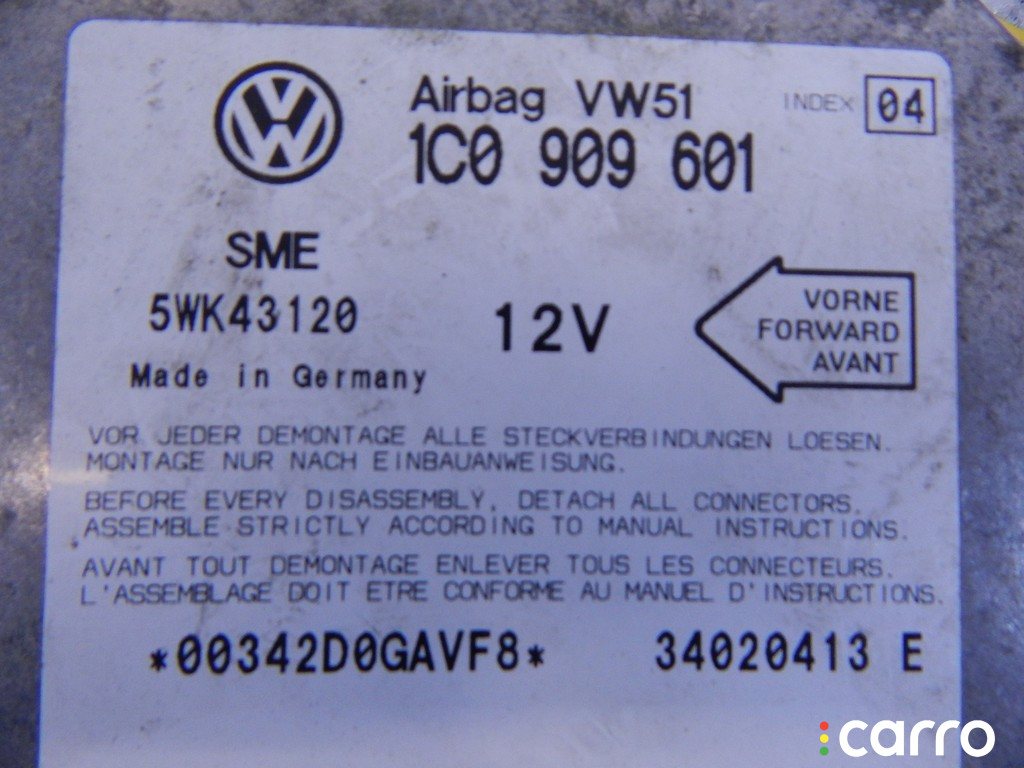 Airbag VW51 INDEX 04
1C0 909 601
SME
5WK43120
12V
Made in Germany
VORNE
FORWARD
AVANT
VOR JEDER DEMONTAGE ALLE STECKVERBINDUNGEN LOESEN.
MONTAGE NUR NACH EINBAUANWEISUNG.
BEFORE EVERY DISASSEMBLY, DETACH ALL CONNECTORS.
ASSEMBLE STRICTLY ACCORDING TO MANUAL INSTRUCTIONS.
AVANT TOUT DEMONTAGE ENLEVER TOUS LES CONNECTEURS.
L'ASSEMBLAGE DOIT ETRE CONFORME AU MANUEL D'INSTRUCTIONS.
*00342D0GAVF8* 34020413 E
carro